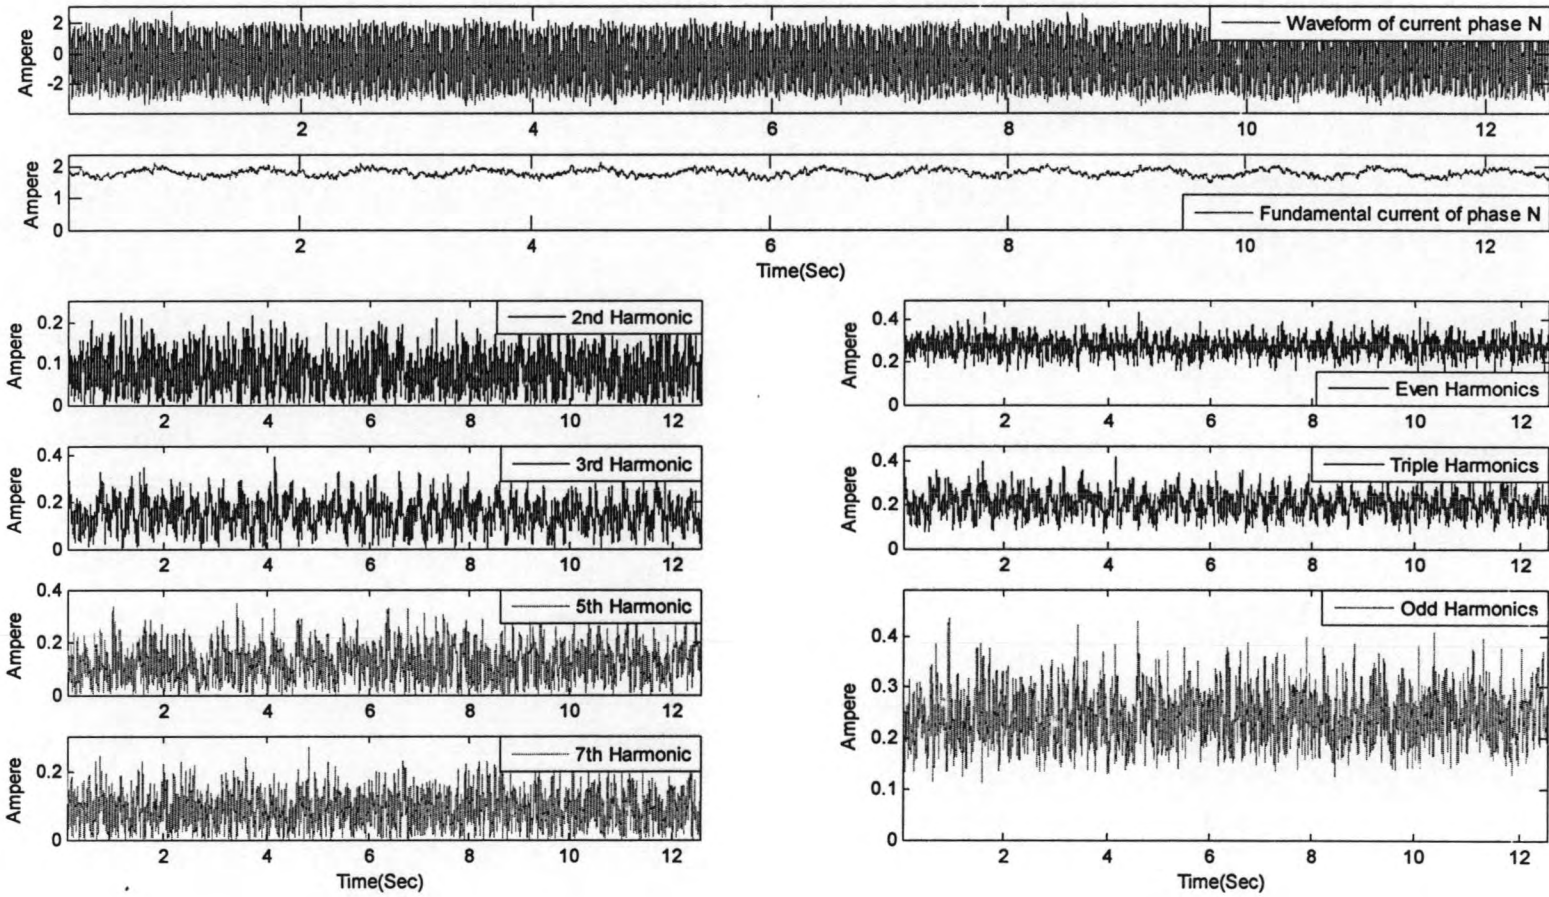 Ampere
2
0
-2
Waveform of current phase N
2 4 6 8 10 12
Ampere
2
1
0
Fundamental current of phase N
2 4 6 8 10 12
Time(Sec)
Ampere
0.2
0.1
0
2nd Harmonic
2 4 6 8 10 12
Ampere
0.4
0.2
0
3rd Harmonic
2 4 6 8 10 12
Ampere
0.4
0.2
0
5th Harmonic
2 4 6 8 10 12
Ampere
0.2
0
7th Harmonic
2 4 6 8 10 12
Time(Sec)
Ampere
0.4
0.2
0
Even Harmonics
2 4 6 8 10 12
Ampere
0.4
0.2
0
Triple Harmonics
2 4 6 8 10 12
Ampere
0.4
0.3
0.2
0.1
0
Odd Harmonics
2 4 6 8 10 12
Time(Sec)